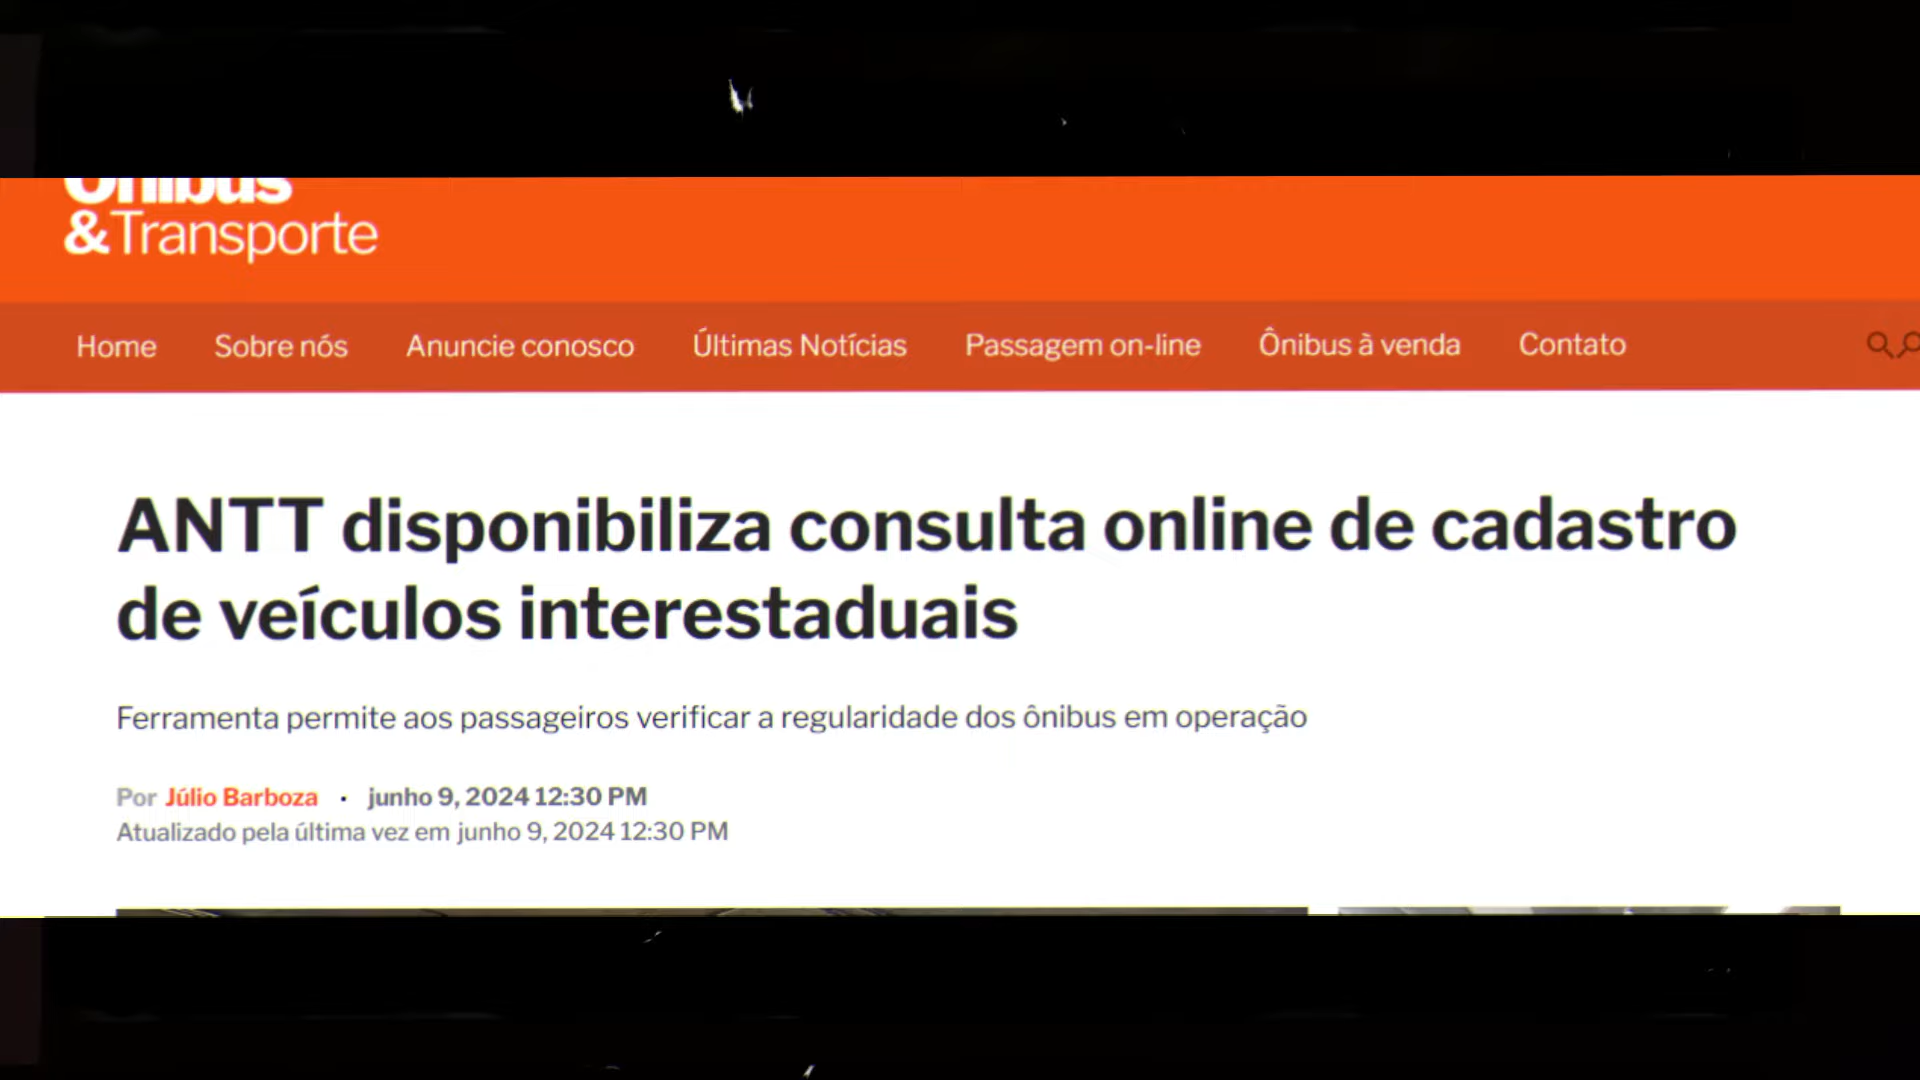 Ônibus
&Transporte
Home Sobre nós Anuncie conosco Últimas Notícias Passagem on-line Ônibus à venda Contato
ANTT disponibiliza consulta online de cadastro
de veículos interestaduais
Ferramenta permite aos passageiros verificar a regularidade dos ônibus em operação
Por Júlio Barboza · junho 9, 2024 12:30 PM
Atualizado pela última vez em junho 9, 2024 12:30 PM